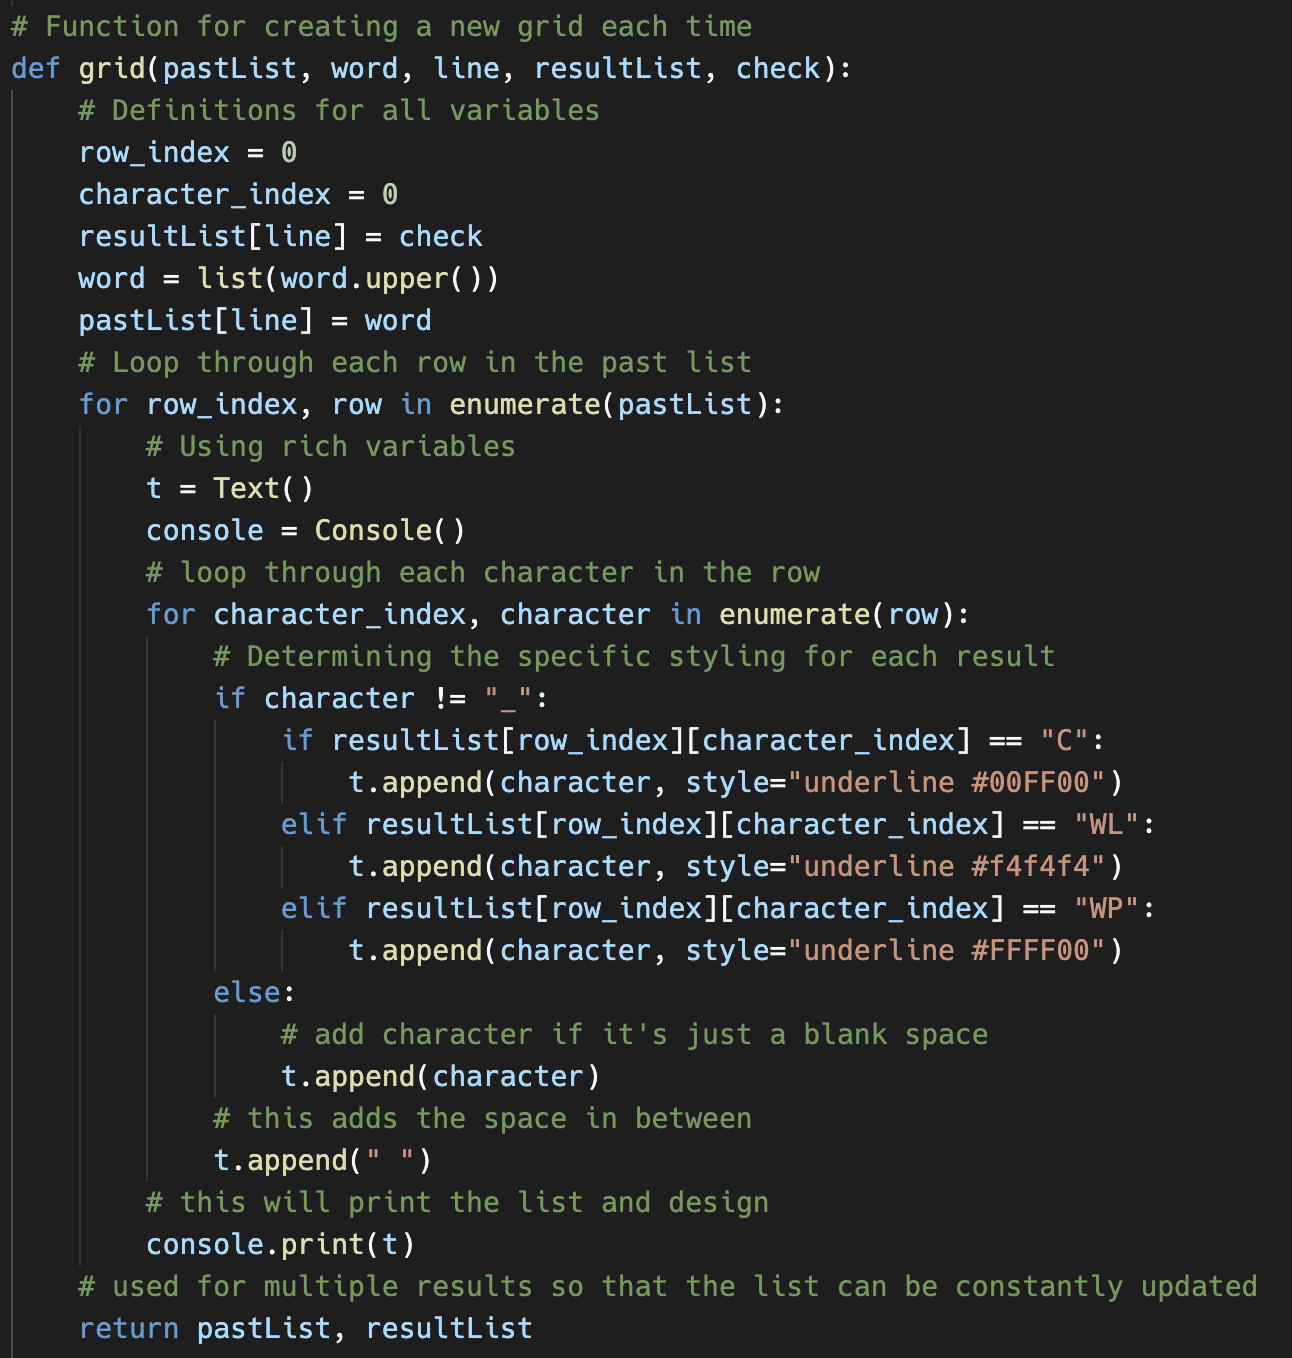 # Function for creating a new grid each time
def grid(pastList, word, line, resultList, check):
    # Definitions for all variables
    row_index = 0
    character_index = 0
    resultList[line] = check
    word = list(word.upper())
    pastList[line] = word
    # Loop through each row in the past list
    for row_index, row in enumerate(pastList):
        # Using rich variables
        t = Text()
        console = Console()
        # loop through each character in the row
        for character_index, character in enumerate(row):
            # Determining the specific styling for each result
            if character != "_":
                if resultList[row_index][character_index] == "C":
                    t.append(character, style="underline #00FF00")
                elif resultList[row_index][character_index] == "WL":
                    t.append(character, style="underline #f4f4f4")
                elif resultList[row_index][character_index] == "WP":
                    t.append(character, style="underline #FFFF00")
            else:
                # add character if it's just a blank space
                t.append(character)
            # this adds the space in between
            t.append(" ")
        # this will print the list and design
        console.print(t)
    # used for multiple results so that the list can be constantly updated
    return pastList, resultList